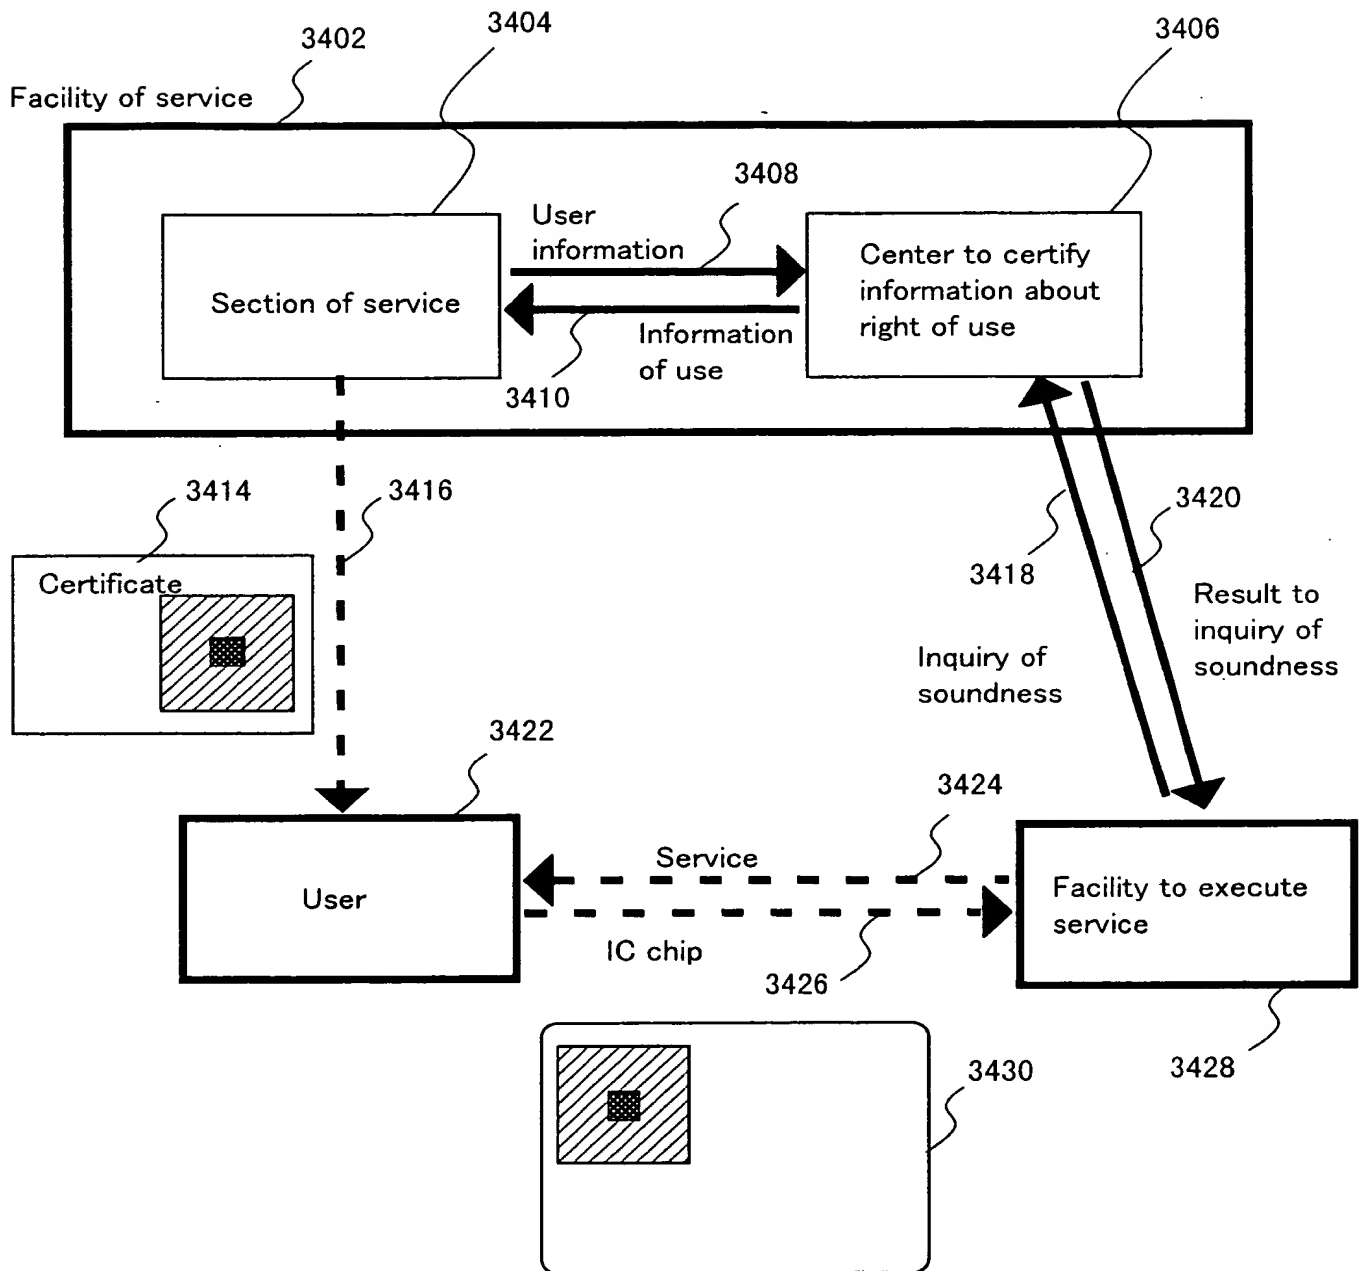 3402
3404
3406
Facility of service
3408
User
information
Section of service
Center to certify
information about
right of use
Information
of use
3410
3414
3416
3418
3420
Certificate
Result to
inquiry of
soundness
Inquiry of
soundness
3422
3424
Service
User
Facility to execute
service
IC chip
3426
3428
3430